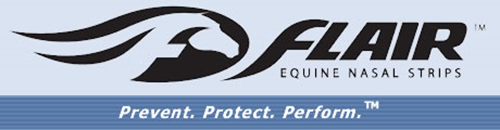 FLAIR™
EQUINE NASAL STRIPS
Prevent. Protect. Perform.™